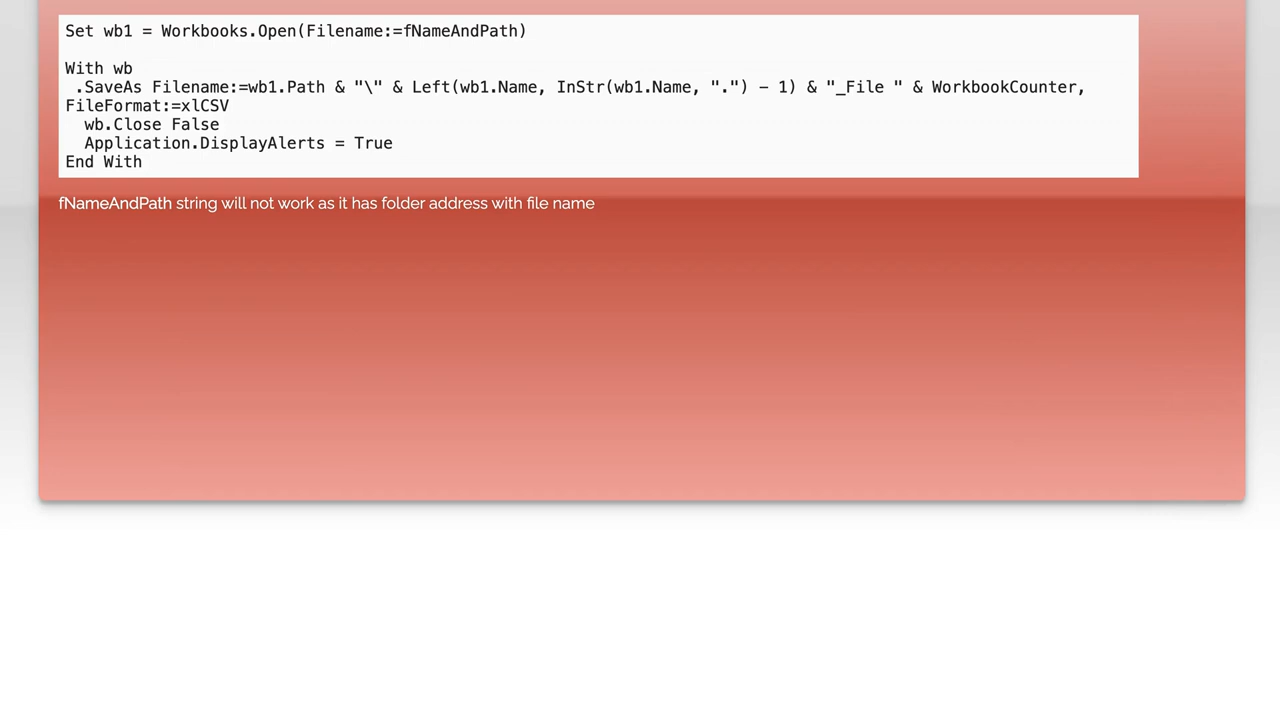 Set wb1 = Workbooks.Open(Filename:=fNameAndPath)

With wb
 .SaveAs Filename:=wb1.Path & "\" & Left(wb1.Name, InStr(wb1.Name, ".") - 1) & "_File " & WorkbookCounter,
FileFormat:=xlCSV
  wb.Close False
  Application.DisplayAlerts = True
End With
fNameAndPath string will not work as it has folder address with file name